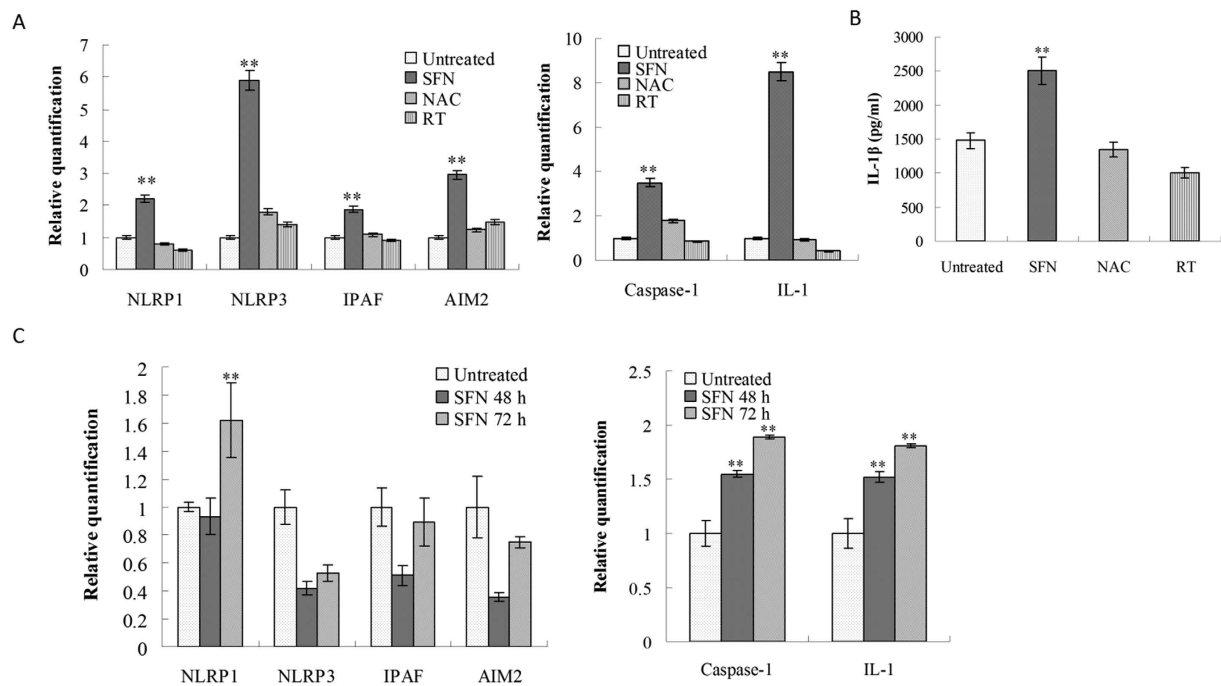 A
Relative quantification
7
6
5
4
3
2
1
0
Untreated
SFN
NAC
RT
**
**
**
**
NLRP1 NLRP3 IPAF AIM2
Relative quantification
10
8
6
4
2
0
Untreated
SFN
NAC
RT
**
**
Caspase-1 IL-1
B
IL-1β (pg/ml)
3000
2500
2000
1500
1000
500
0
**
Untreated SFN NAC RT
C
Relative quantification
2
1.8
1.6
1.4
1.2
1
0.8
0.6
0.4
0.2
0
Untreated
SFN 48 h
SFN 72 h
**
NLRP1 NLRP3 IPAF AIM2
Relative quantification
2.5
2
1.5
1
0.5
0
Untreated
SFN 48 h
SFN 72 h
**
**
**
**
Caspase-1 IL-1